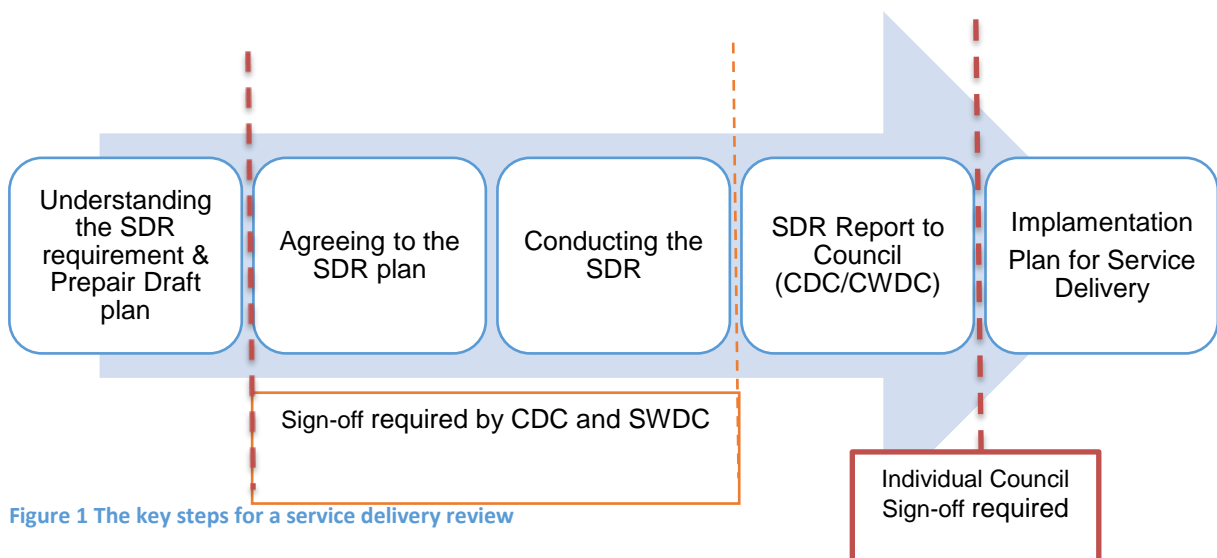 Understanding
the SDR
requirement &
Prepair Draft
plan
Agreeing to the
SDR plan
Conducting the
SDR
SDR Report to
Council
(CDC/CWDC)
Implamentation
Plan for Service
Delivery
Sign-off required by CDC and SWDC
Individual Council
Sign-off required
Figure 1 The key steps for a service delivery review